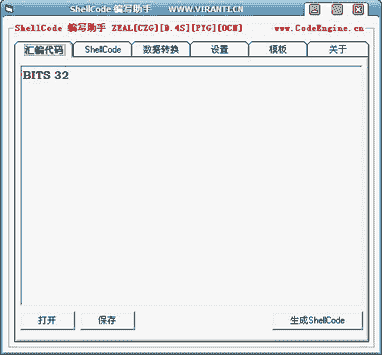 ShellCode 编写助手 WWW.VIRANTI.CN
ShellCode 编写助手 ZEAL[CZG][D.4S][PTG][OCN] www.CodeEngine.cn
汇编代码 ShellCode 数据转换 设置 模板 关于
BITS 32
打开 保存 生成ShellCode